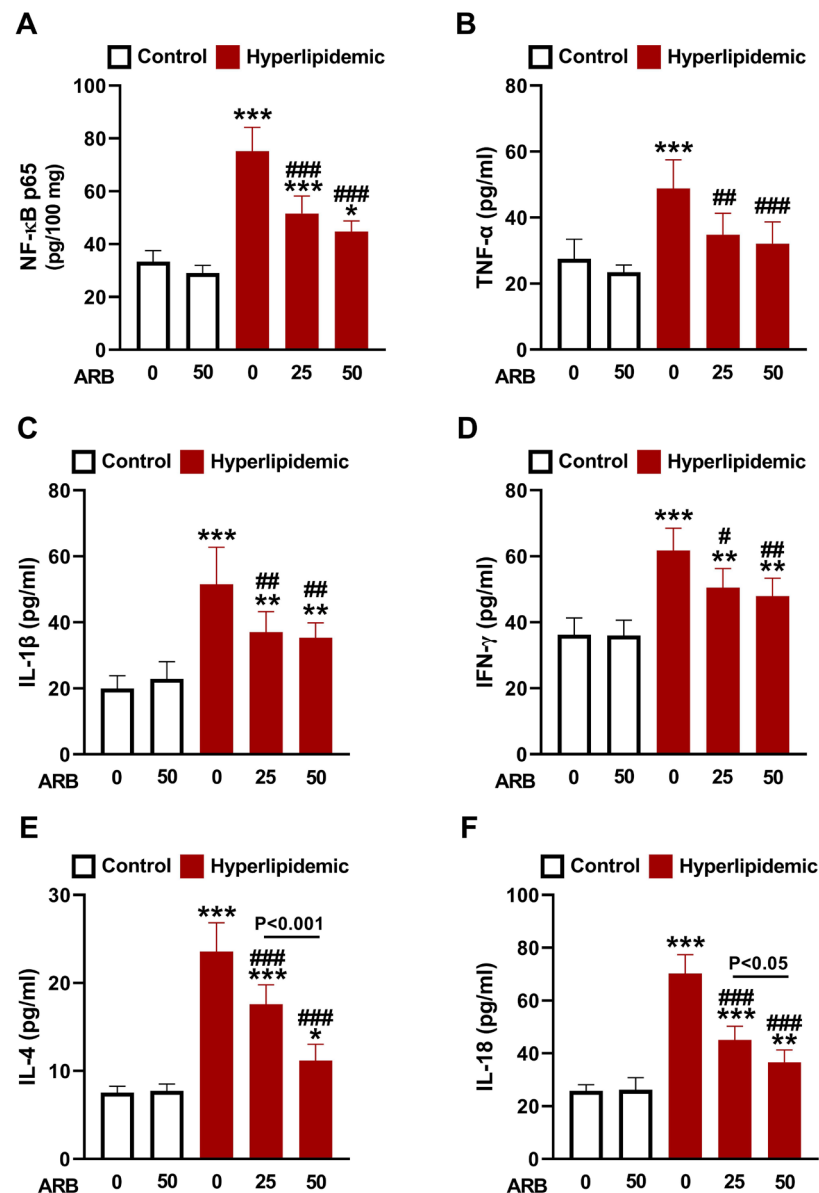 A
Control Hyperlipidemic
NF-κB p65
(pg/100 mg)
100
80
60
40
20
0
***
###
***
###
*
ARB 0 50 0 25 50
B
Control Hyperlipidemic
TNF-α (pg/ml)
80
60
40
20
0
***
##
###
ARB 0 50 0 25 50
C
Control Hyperlipidemic
IL-1β (pg/ml)
80
60
40
20
0
***
##
**
##
**
ARB 0 50 0 25 50
D
Control Hyperlipidemic
IFN-γ (pg/ml)
80
60
40
20
0
***
#
**
##
**
ARB 0 50 0 25 50
E
Control Hyperlipidemic
IL-4 (pg/ml)
30
20
10
0
***
P<0.001
###
***
###
*
ARB 0 50 0 25 50
F
Control Hyperlipidemic
IL-18 (pg/ml)
100
80
60
40
20
0
***
P<0.05
###
***
###
**
ARB 0 50 0 25 50